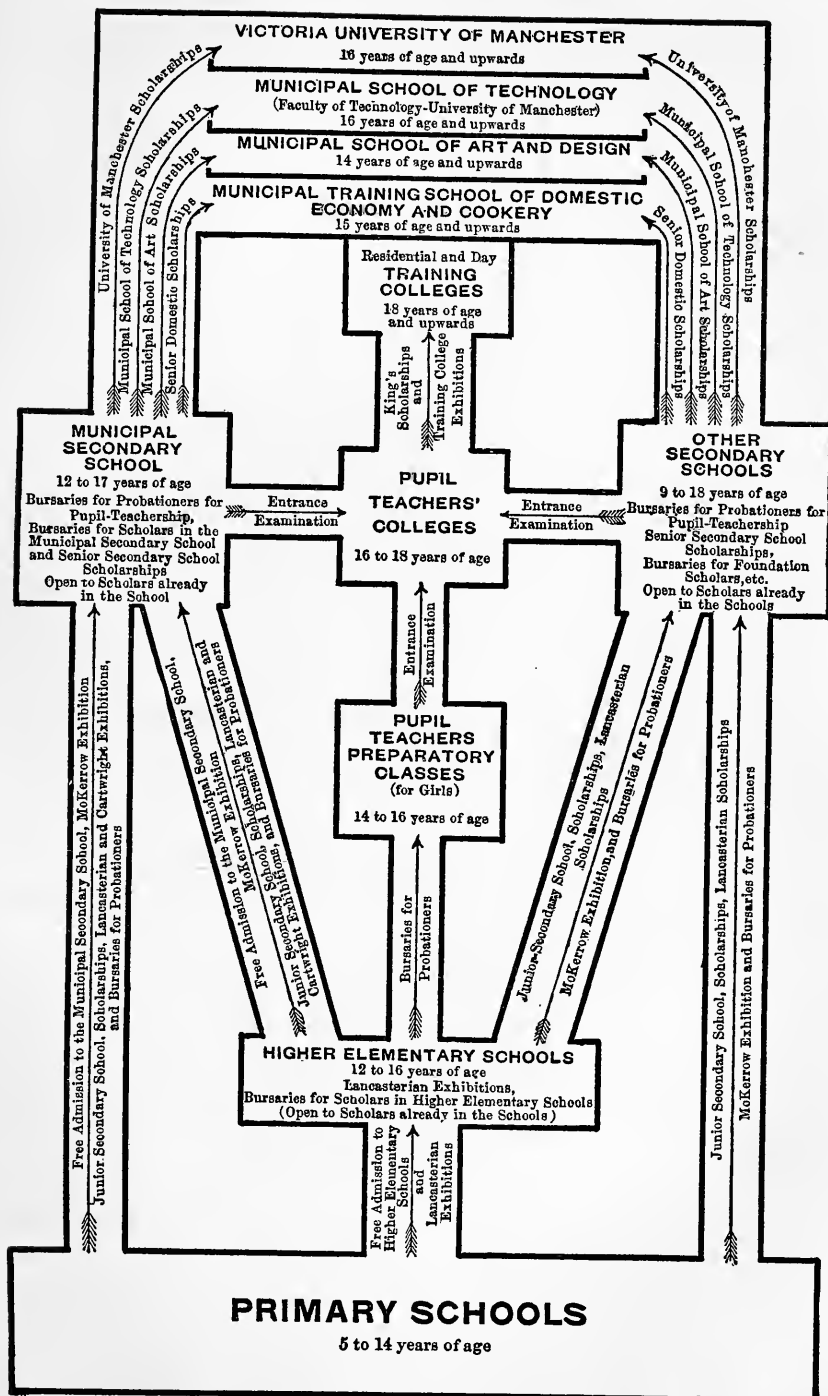 VICTORIA UNIVERSITY OF MANCHESTER
16 years of age and upwards
MUNICIPAL SCHOOL OF TECHNOLOGY
(Faculty of Technology-University of Manchester)
16 years of age and upwards
MUNICIPAL SCHOOL OF ART AND DESIGN
14 years of age and upwards
MUNICIPAL TRAINING SCHOOL OF DOMESTIC
ECONOMY AND COOKERY
15 years of age and upwards
University of Manchester Scholarships
Municipal School of Technology Scholarships
Municipal School of Art Scholarships
Senior Domestic Scholarships
University of Manchester Scholarships
Municipal School of Technology Scholarships
Municipal School of Art Scholarships
Senior Domestic Scholarships
Residential and Day
TRAINING
COLLEGES
18 years of age
and upwards
King's
Scholarships
and
Training College
Exhibitions
MUNICIPAL
SECONDARY
SCHOOL
12 to 17 years of age
Bursaries for Probationers for
Pupil-Teachership,
Bursaries for Scholars in the
Municipal Secondary School
and Senior Secondary School
Scholarships
Open to Scholars already
in the School
Entrance
Examination
PUPIL
TEACHERS'
COLLEGES
16 to 18 years of age
Entrance
Examination
OTHER
SECONDARY
SCHOOLS
9 to 18 years of age
Bursaries for Probationers for
Pupil-Teachership
Senior Secondary School
Scholarships,
Bursaries for Foundation
Scholars, etc.
Open to Scholars already
in the Schools
Entrance
Examination
PUPIL
TEACHERS
PREPARATORY
CLASSES
(for Girls)
14 to 16 years of age
Free Admission to the Municipal Secondary School, McKerrow Exhibition
Junior Secondary School, Scholarships, Lancasterian and Cartwright Exhibitions,
and Bursaries for Probationers
Free Admission to the Municipal Secondary School,
McKerrow Exhibition
Junior Secondary School, Scholarships, Lancasterian and
Cartwright Exhibitions, and Bursaries for Probationers
Bursaries for
Probationers
Junior Secondary School, Scholarships, Lancasterian
Scholarships
McKerrow Exhibition, and Bursaries for Probationers
Junior Secondary School, Scholarships, Lancasterian Scholarships
McKerrow Exhibition and Bursaries for Probationers
HIGHER ELEMENTARY SCHOOLS
12 to 16 years of age
Lancasterian Exhibitions,
Bursaries for Scholars in Higher Elementary Schools
(Open to Scholars already in the Schools)
Free Admission to
Higher Elementary
Schools
and
Lancasterian
Exhibitions
PRIMARY SCHOOLS
5 to 14 years of age